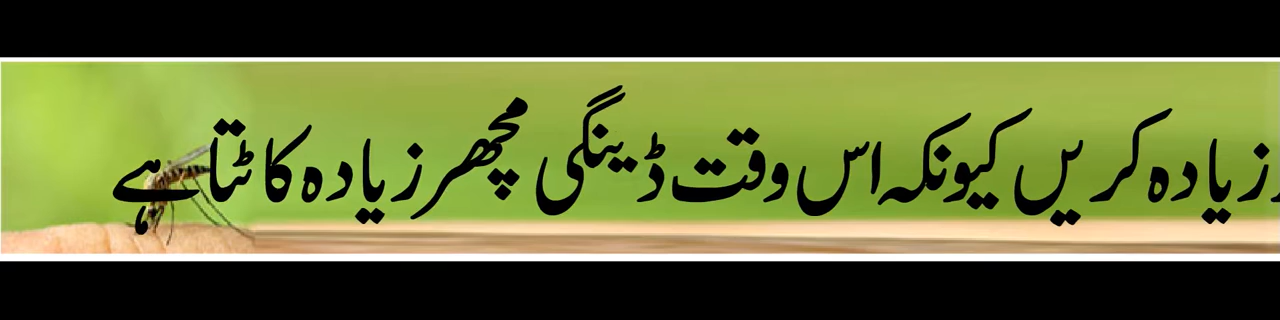 زیادہ کریں کیونکہ اس وقت ڈینگی مچھر زیادہ کاٹتا ہے